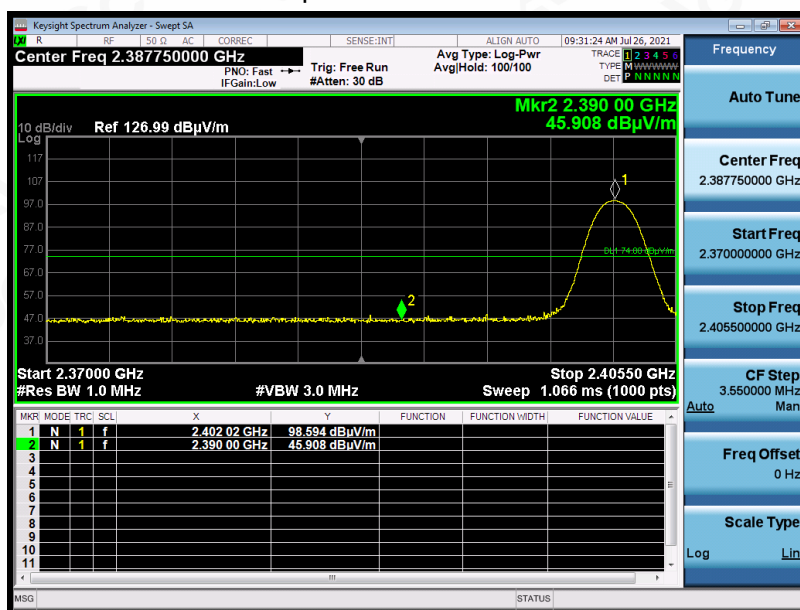 Keysight Spectrum Analyzer - Swept SA
LXI R RF 50 Ω AC CORREC SENSE:INT ALIGN AUTO 09:31:24 AM Jul 26, 2021
Center Freq 2.387750000 GHz
PNO: Fast
IFGain:Low
Trig: Free Run
#Atten: 30 dB
Avg Type: Log-Pwr
Avg|Hold: 100/100
TRACE 1 2 3 4 5 6
TYPE M W W W W W
DET P N N N N N
Mkr2 2.390 00 GHz
45.908 dBµV/m
10 dB/div Ref 126.99 dBµV/m
Log
117
107
97.0
87.0
77.0
67.0
57.0
47.0
37.0
1
DL1 74.00 dBµV/m
2
Start 2.37000 GHz Stop 2.40550 GHz
#Res BW 1.0 MHz #VBW 3.0 MHz Sweep 1.066 ms (1000 pts)
MKR MODE TRC SCL X Y FUNCTION FUNCTION WIDTH FUNCTION VALUE
1 N 1 f 2.402 02 GHz 98.594 dBµV/m
2 N 1 f 2.390 00 GHz 45.908 dBµV/m
3
4
5
6
7
8
9
10
11
MSG STATUS
Frequency
Auto Tune
Center Freq
2.387750000 GHz
Start Freq
2.370000000 GHz
Stop Freq
2.405500000 GHz
CF Step
3.550000 MHz
Auto Man
Freq Offset
0 Hz
Scale Type
Log Lin